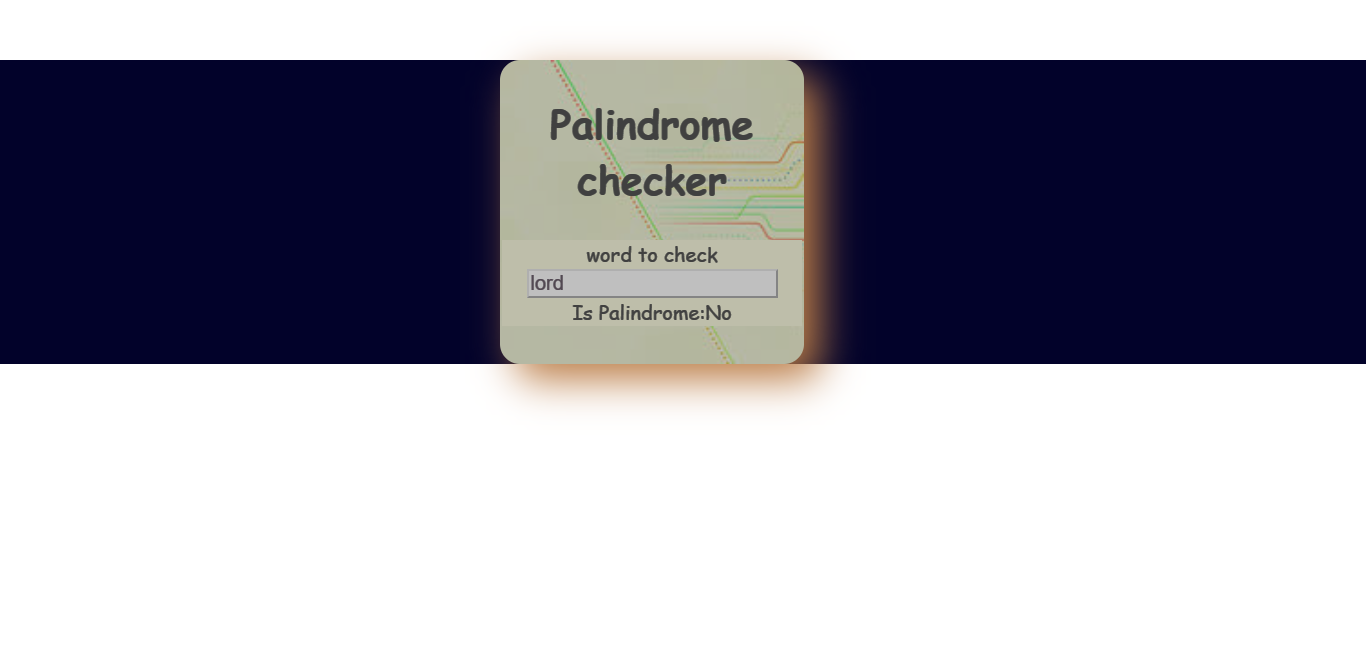 Palindrome
checker
word to check
lord
Is Palindrome:No